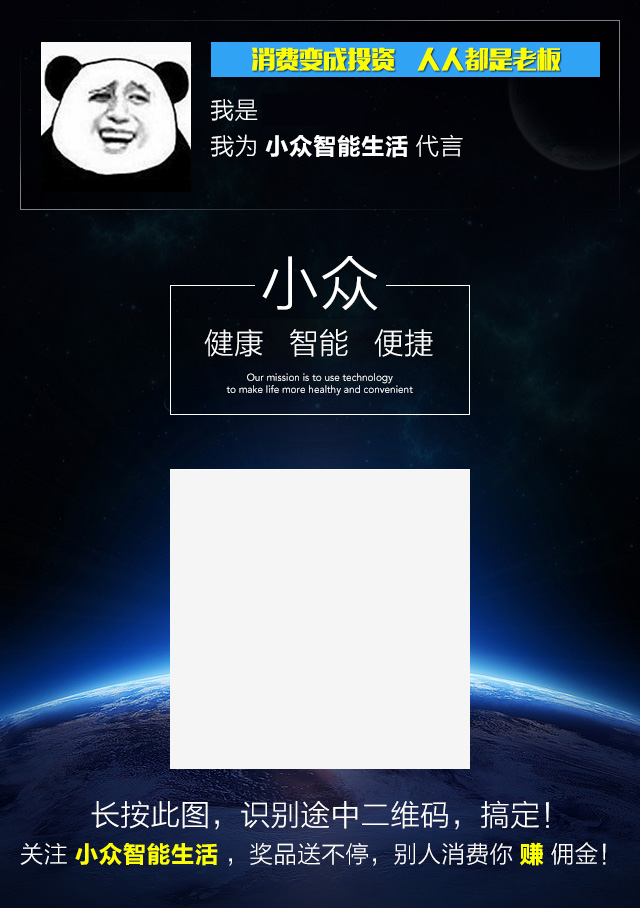 消费变成投资 人人都是老板
我是
我为 小众智能生活 代言
小众
健康 智能 便捷
Our mission is to use technology
to make life more healthy and convenient
长按此图，识别途中二维码，搞定！
关注 小众智能生活 ，奖品送不停，别人消费你 赚 佣金！